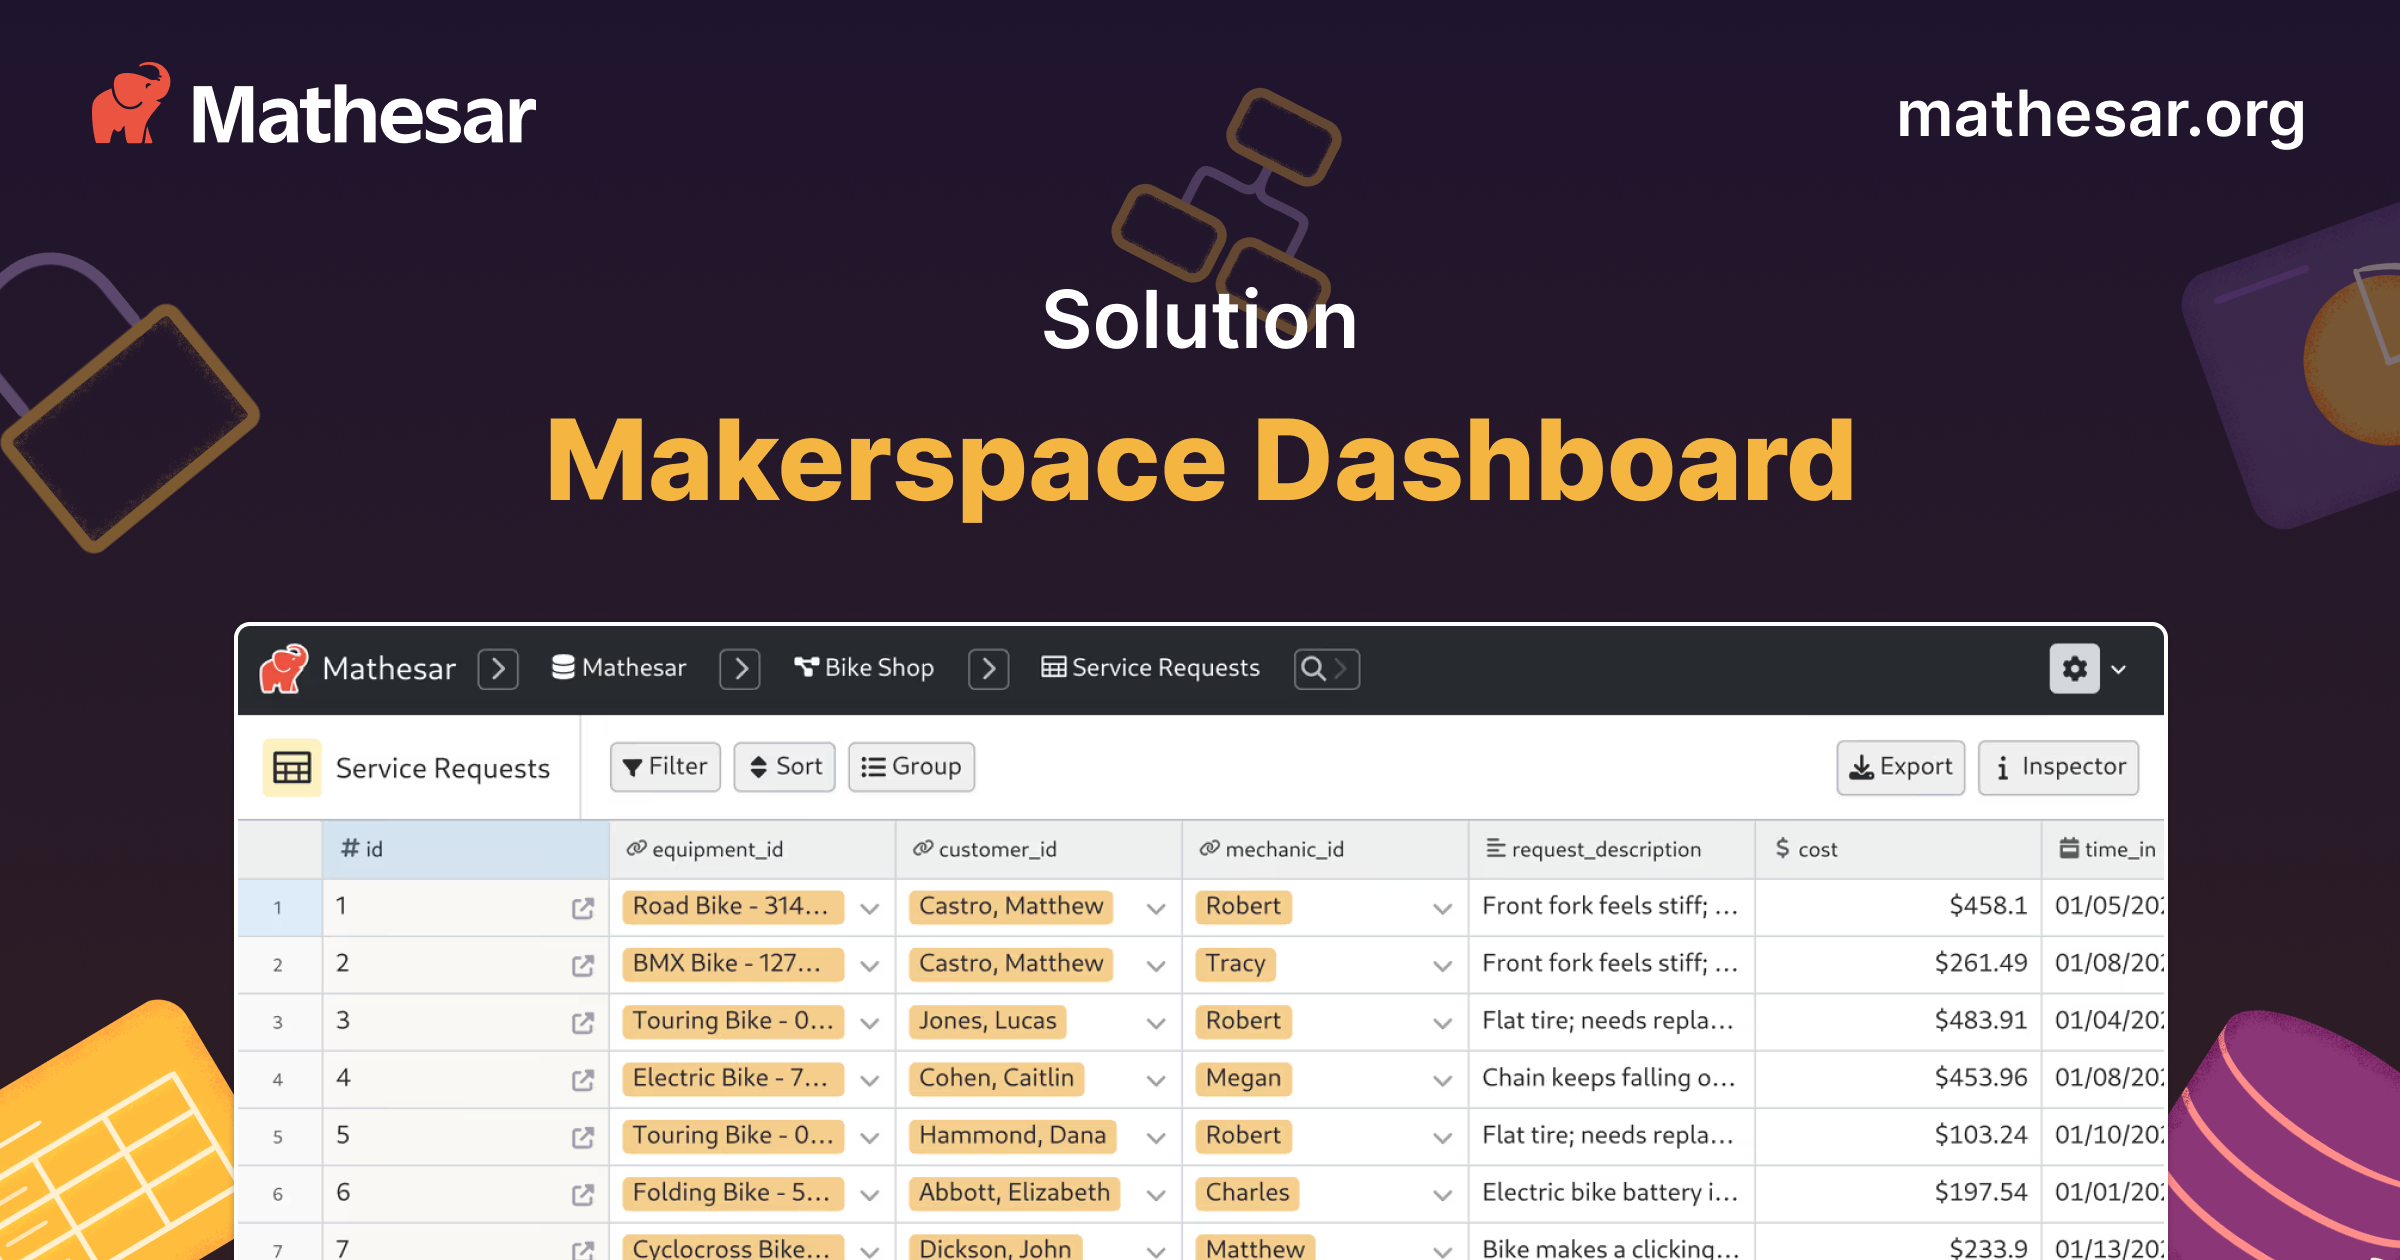 Mathesar
mathesar.org
Solution
Makerspace Dashboard
Mathesar Mathesar Bike Shop Service Requests
Service Requests Filter Sort Group Export Inspector
# id equipment_id customer_id mechanic_id request_description $ cost time_in
1 1 Road Bike - 314... Castro, Matthew Robert Front fork feels stiff; ... $458.1 01/05/202
2 2 BMX Bike - 127... Castro, Matthew Tracy Front fork feels stiff; ... $261.49 01/08/202
3 3 Touring Bike - 0... Jones, Lucas Robert Flat tire; needs repla... $483.91 01/04/202
4 4 Electric Bike - 7... Cohen, Caitlin Megan Chain keeps falling o... $453.96 01/08/202
5 5 Touring Bike - 0... Hammond, Dana Robert Flat tire; needs repla... $103.24 01/10/202
6 6 Folding Bike - 5... Abbott, Elizabeth Charles Electric bike battery i... $197.54 01/01/202
7 7 Cyclocross Bike... Dickson, John Matthew Bike makes a clicking... $233.9 01/13/202